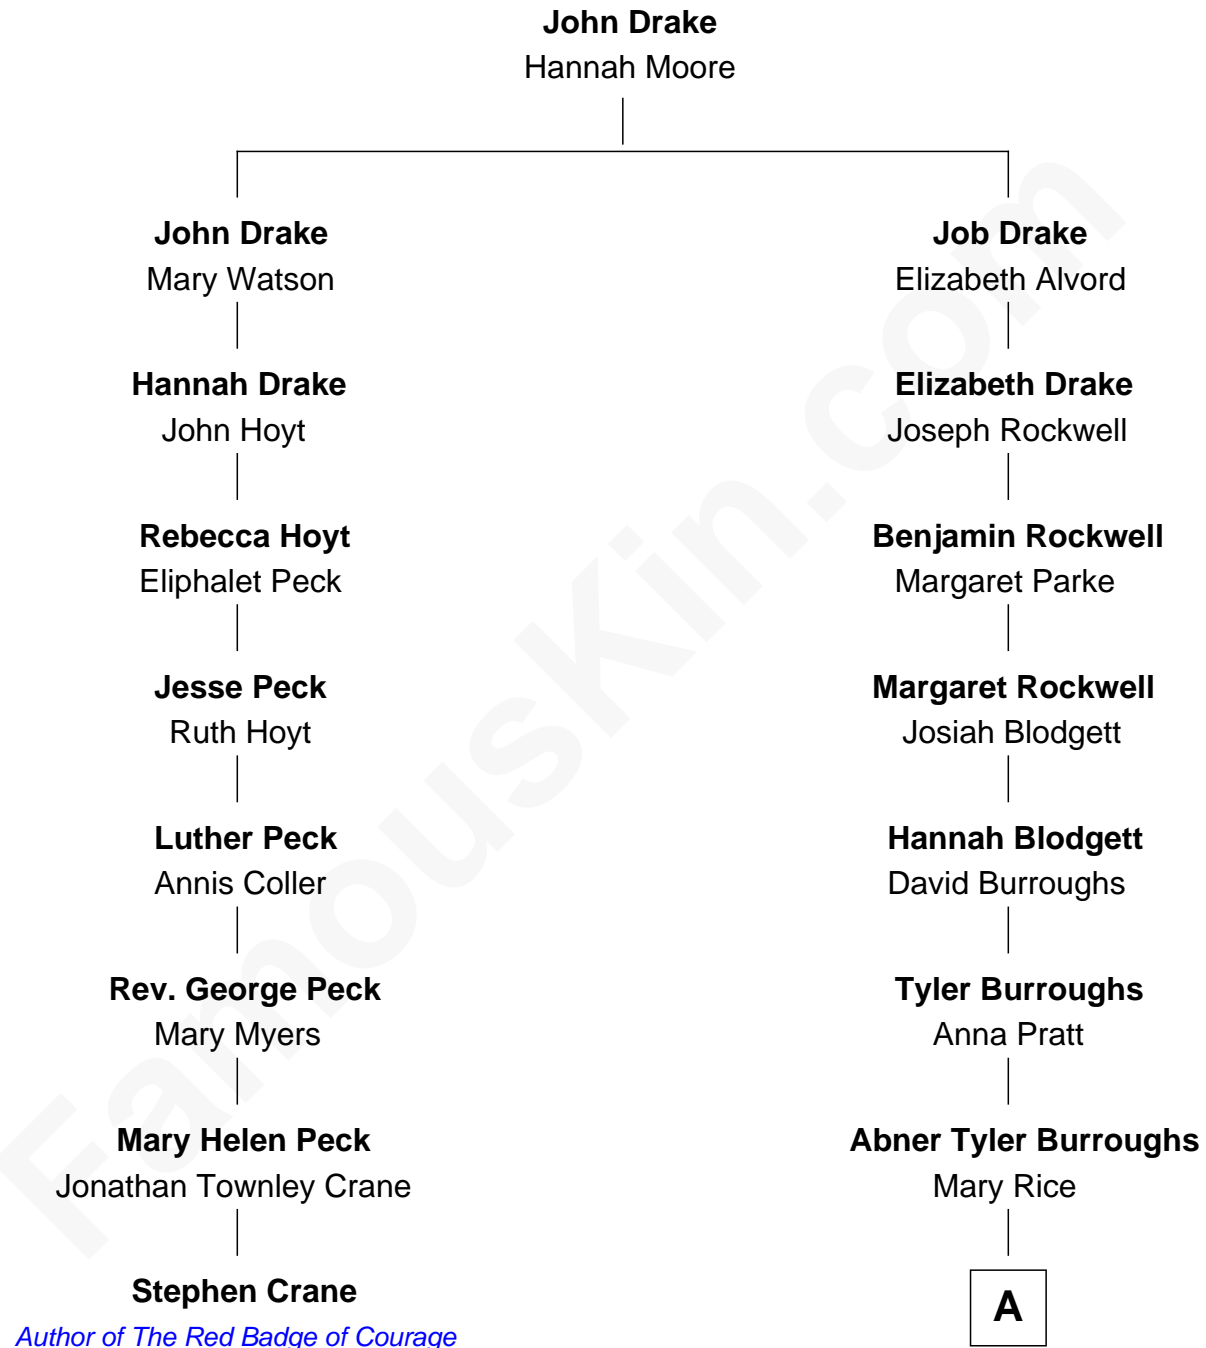 John Drake
Hannah Moore
John Drake
Mary Watson
Job Drake
Elizabeth Alvord
Hannah Drake
John Hoyt
Elizabeth Drake
Joseph Rockwell
Rebecca Hoyt
Eliphalet Peck
Benjamin Rockwell
Margaret Parke
Jesse Peck
Ruth Hoyt
Margaret Rockwell
Josiah Blodgett
Luther Peck
Annis Coller
Hannah Blodgett
David Burroughs
Rev. George Peck
Mary Myers
Tyler Burroughs
Anna Pratt
Mary Helen Peck
Jonathan Townley Crane
Abner Tyler Burroughs
Mary Rice
Stephen Crane
Author of The Red Badge of Courage
A
FamousKin.com